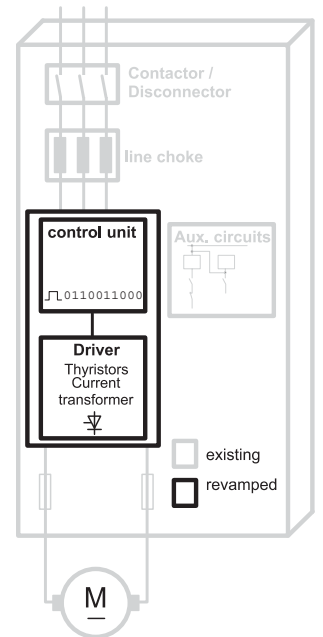 Contactor /
Disconnector
line choke
control unit
Aux. circuits
0110011000
Driver
Thyristors
Current
transformer
existing
revamped
M